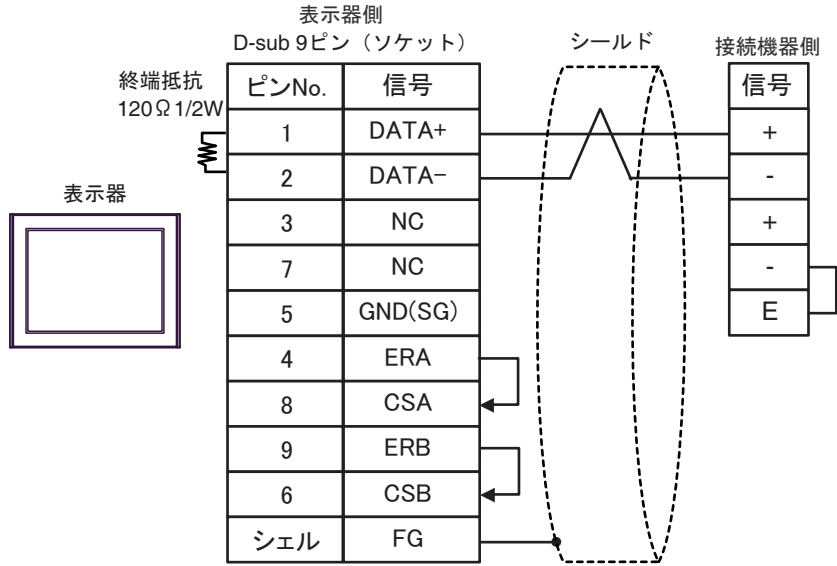 表示器側
D-sub 9ピン（ソケット）
シールド
接続機器側
終端抵抗
120Ω1/2W
表示器
ピンNo. 信号
1 DATA+
2 DATA−
3 NC
7 NC
5 GND(SG)
4 ERA
8 CSA
9 ERB
6 CSB
シェル FG
信号
+
-
+
-
E